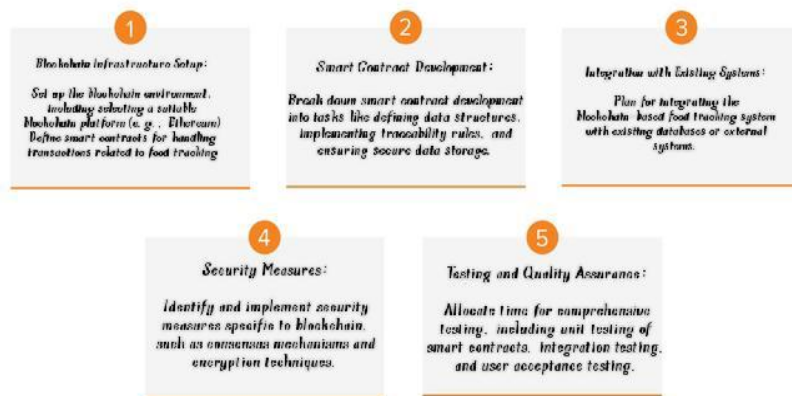 1
Blockchain Infrastructure Setup:
Set up the blockchain environment,
including selecting a suitable
blockchain platform (e. g. , Ethereum)
Define smart contracts for handling
transactions related to food tracking
2
Smart Contract Development:
Break down smart contract development
into tasks like defining data structures,
implementing traceability rules, and
ensuring secure data storage.
3
Integration with Existing Systems:
Plan for integrating the
blockchain-based food tracking system
with existing databases or external
systems.
4
Security Measures:
Identify and implement security
measures specific to blockchain,
such as consensus mechanisms and
encryption techniques.
5
Testing and Quality Assurance:
Allocate time for comprehensive
testing, including unit testing of
smart contracts, integration testing,
and user acceptance testing.